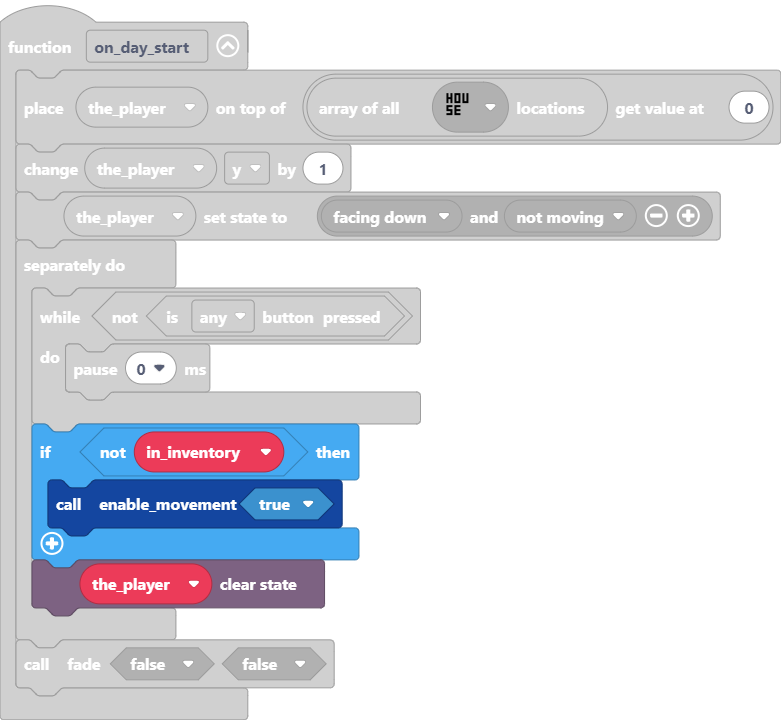 function on_day_start
place the_player on top of array of all HOUSE locations get value at 0
change the_player y by 1
the_player set state to facing down and not moving
separately do
while not is any button pressed
do pause 0 ms
if not in_inventory then
call enable_movement true
the_player clear state
call fade false false